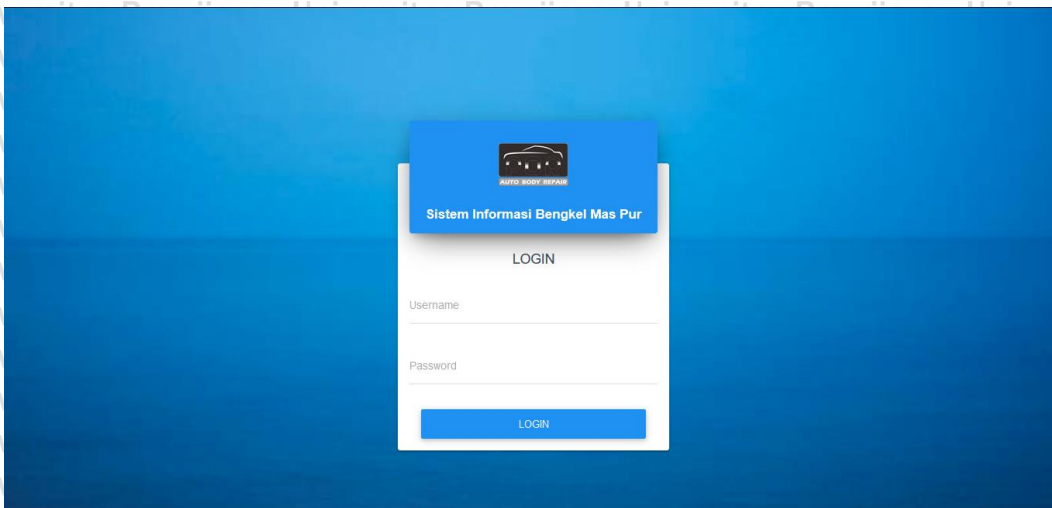 AUTO BODY REPAIR
Sistem Informasi Bengkel Mas Pur
LOGIN
Username
Password
LOGIN